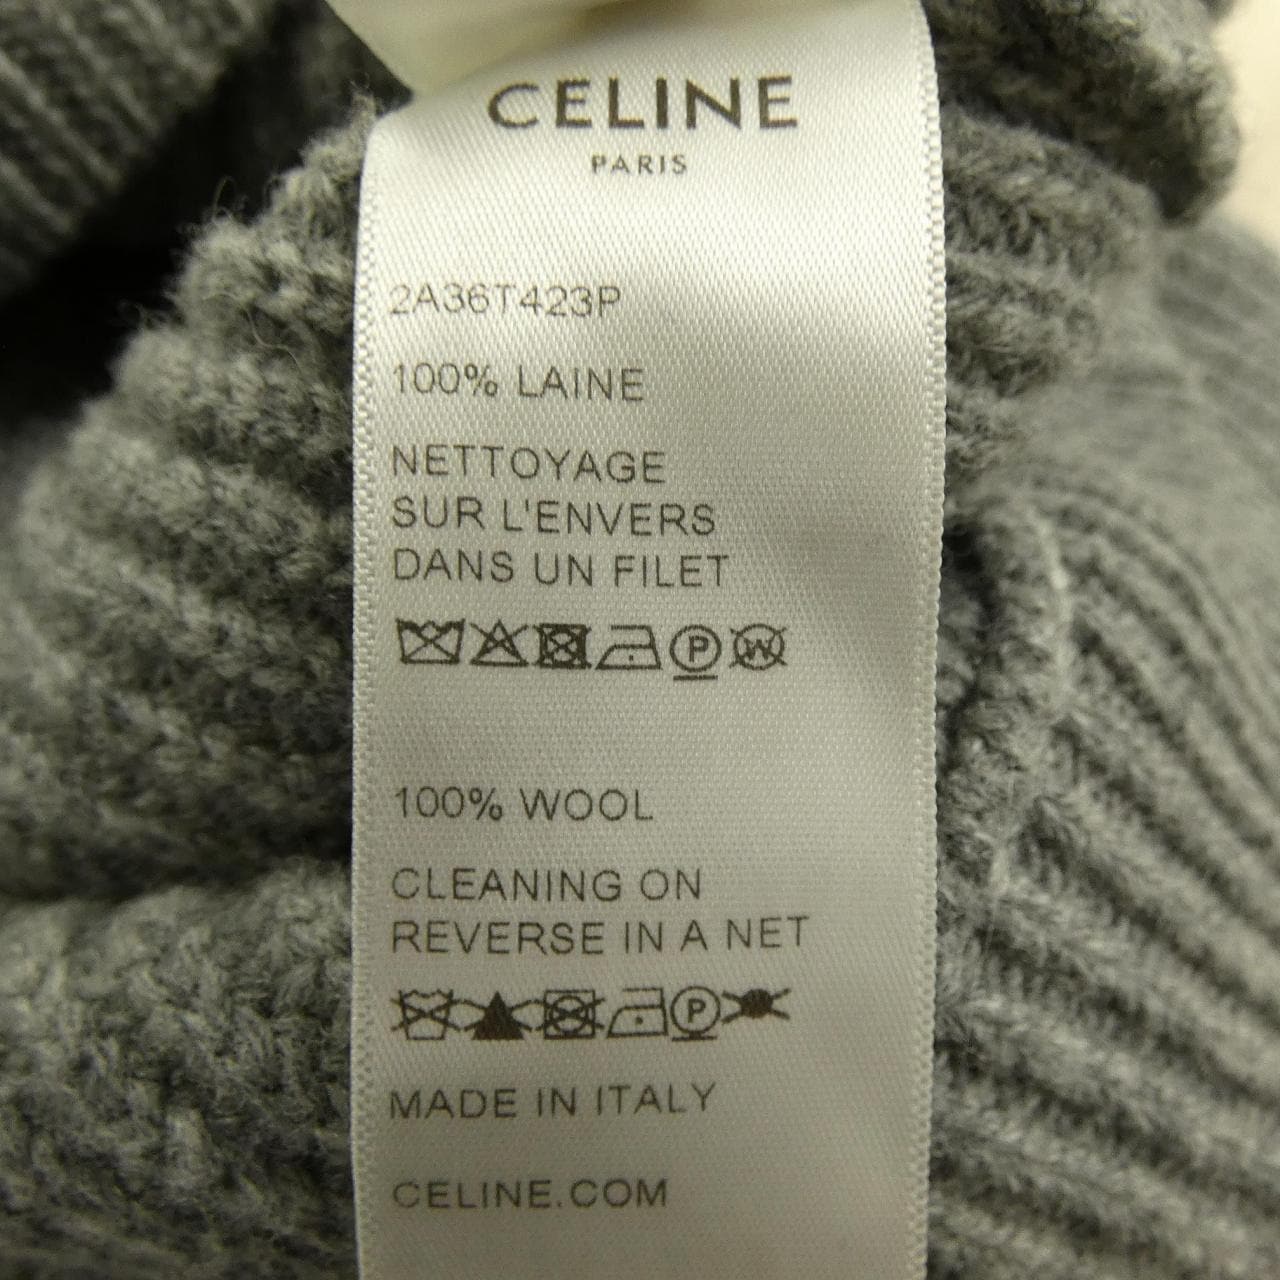 CELINE
PARIS
2A36T423P
100% LAINE
NETTOYAGE
SUR L'ENVERS
DANS UN FILET
P W
100% WOOL
CLEANING ON
REVERSE IN A NET
P
MADE IN ITALY
CELINE.COM